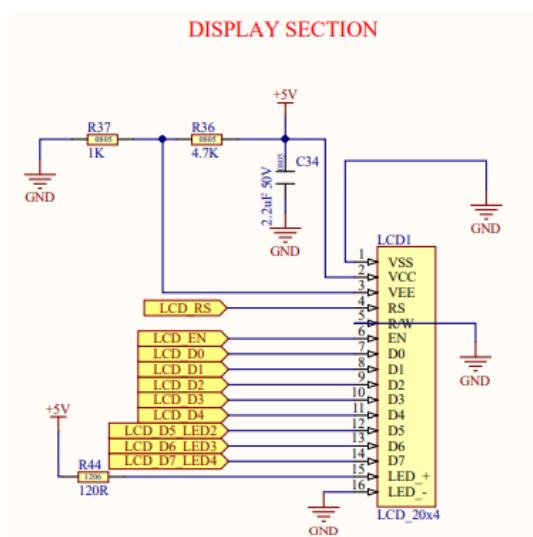 DISPLAY SECTION
+5V
R37
R36
0805
0805
1K
4.7K
0805
C34
2.2uF 50V
GND
GND
GND
LCD1
1 VSS
2 VCC
3 VEE
LCD_RS 4 RS
5 R/W
LCD_EN 6 EN
LCD_D0 7 D0
LCD_D1 8 D1
LCD_D2 9 D2
LCD_D3 10 D3
LCD_D4 11 D4
LCD_D5_LED2 12 D5
LCD_D6_LED3 13 D6
LCD_D7_LED4 14 D7
GND
+5V
R44
1206
120R
15 LED_+
16 LED_-
LCD_20x4
GND